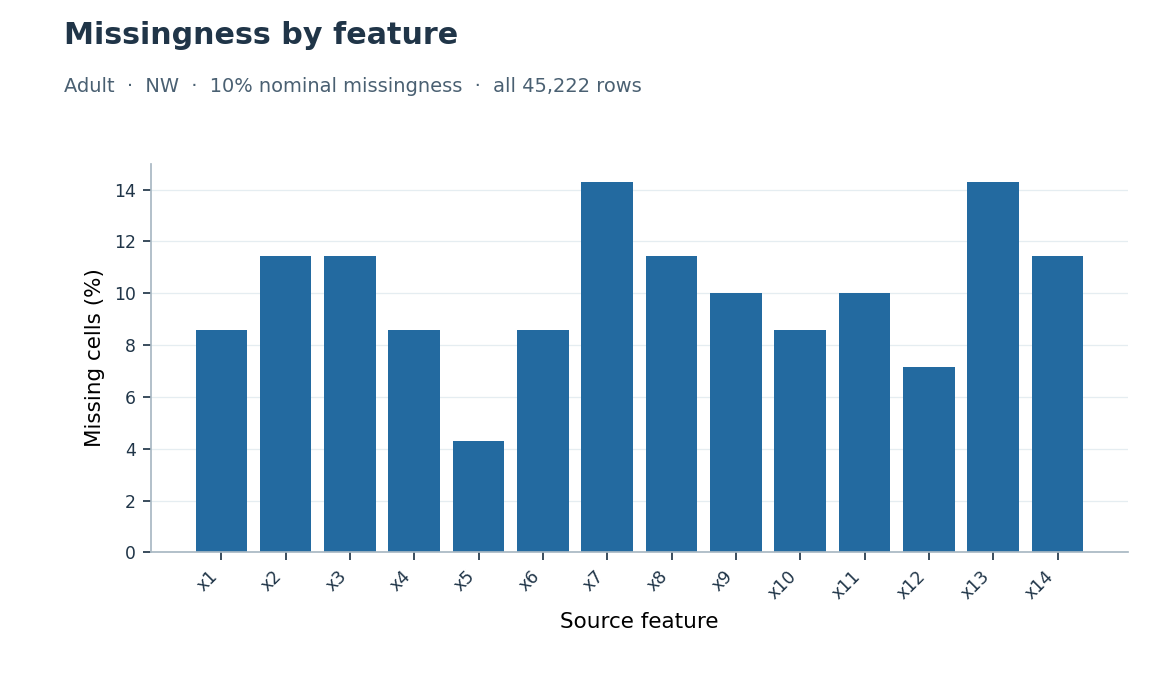 Missingness by feature
Adult · NW · 10% nominal missingness · all 45,222 rows
Missing cells (%)
14
12
10
8
6
4
2
0
x1 x2 x3 x4 x5 x6 x7 x8 x9 x10 x11 x12 x13 x14
Source feature